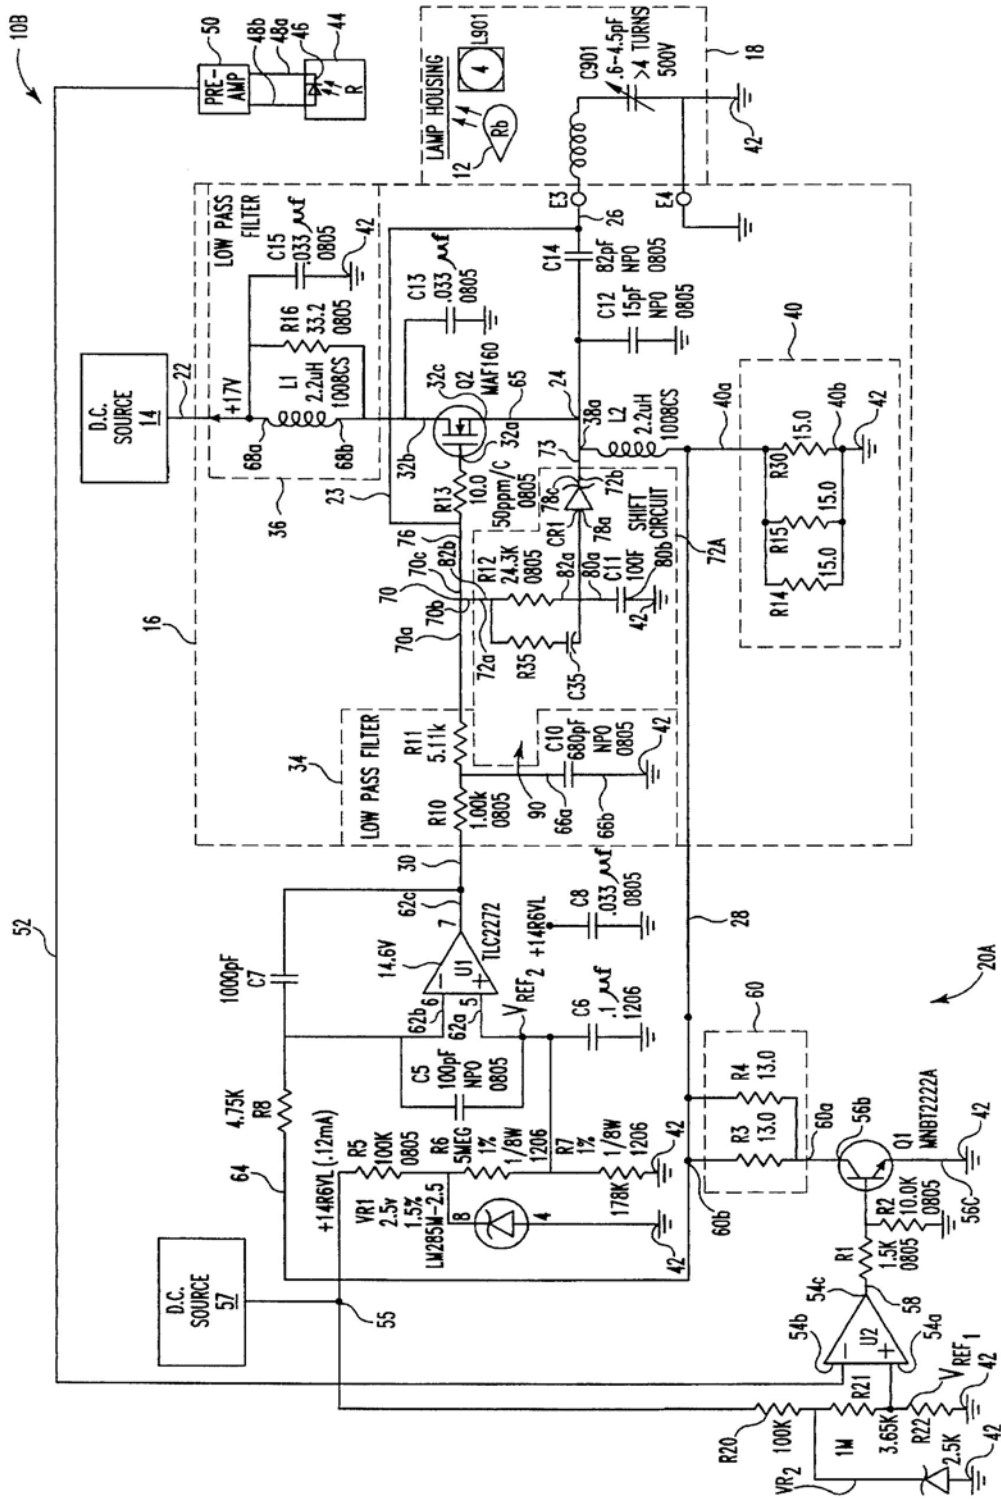 10B
52
D.C.
SOURCE
14
22
+17V
PRE-
AMP
50
48b
48a
46
44
R
LOW PASS
FILTER
C15
.033 µf
0805
42
R16
33.2
0805
L1
2.2uH
1008CS
68a
68b
36
16
LAMP HOUSING
12
Rb
4
L901
C901
.6-4.5pF
>4 TURNS
500V
18
42
E3
E4
26
23
C13
.033 µf
0805
32b
32c
Q2
MAF160
32a
65
R13
10.0
50ppm/C
0805
76
C14
82pF
NPO
0805
C12
15pF
NPO
0805
24
38a
L2
2.2uH
1008CS
73
78c
72b
CR1
78a
SHIFT
CIRCUIT
72A
70
70c
70b
70a
82b
72a
R12
24.3K
0805
82a
80a
R35
C35
C11
100F
80b
42
40
40a
40b
R30
15.0
R15
15.0
R14
15.0
42
34
LOW PASS FILTER
R11
5.11k
R10
1.00k
0805
90
C10
680pF
NPO
0805
66a
66b
42
30
62c
7
14.6V
U1
TLC2272
6
5
62b
62a
1000pF
C7
4.75K
R8
64
C5
100pF
NPO
0805
VREF2
+14R6VL
C8
.033 µf
0805
C6
.1 µf
1206
28
20A
D.C.
SOURCE
57
55
+14R6VL (.12mA)
R5
100K
0805
R6
5MEG
1%
1/8W
1206
R7
1%
1/8W
1206
178K
42
VR1
2.5v
1.5%
LM285M-2.5
8
4
42
60
R3
13.0
R4
13.0
60a
60b
56b
Q1
MNBT2222A
56C
42
R2
10.0K
0805
R1
1.5K
0805
58
54c
54b
U2
54a
R20
100K
R21
1M
3.65K
R22
VREF1
42
VR2
2.5K
42